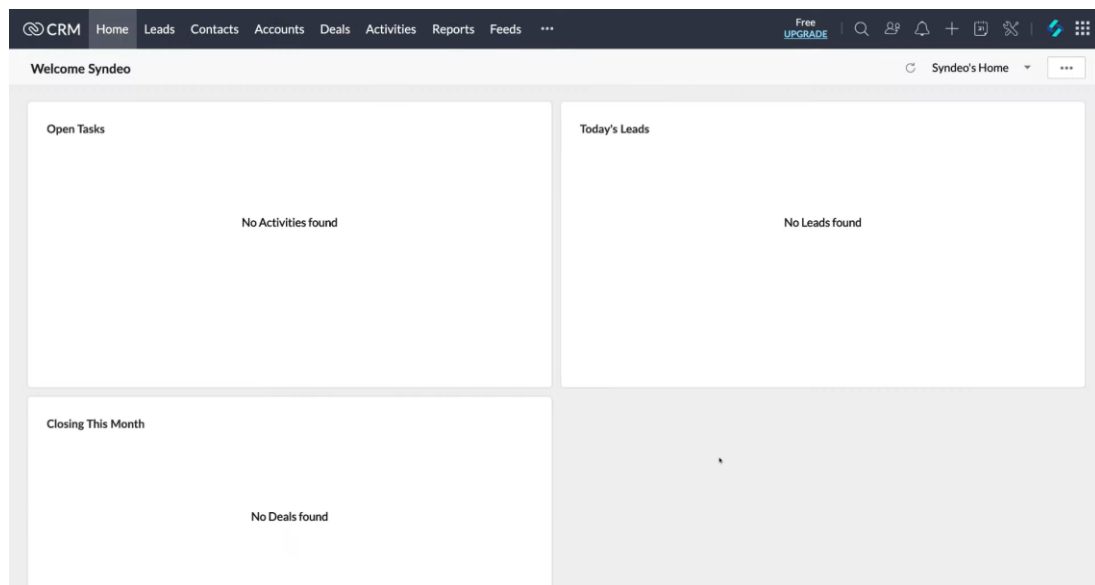 CRM Home Leads Contacts Accounts Deals Activities Reports Feeds ••• Free
UPGRADE 31
Welcome Syndeo Syndeo's Home •••
Open Tasks
No Activities found
Today's Leads
No Leads found
Closing This Month
No Deals found